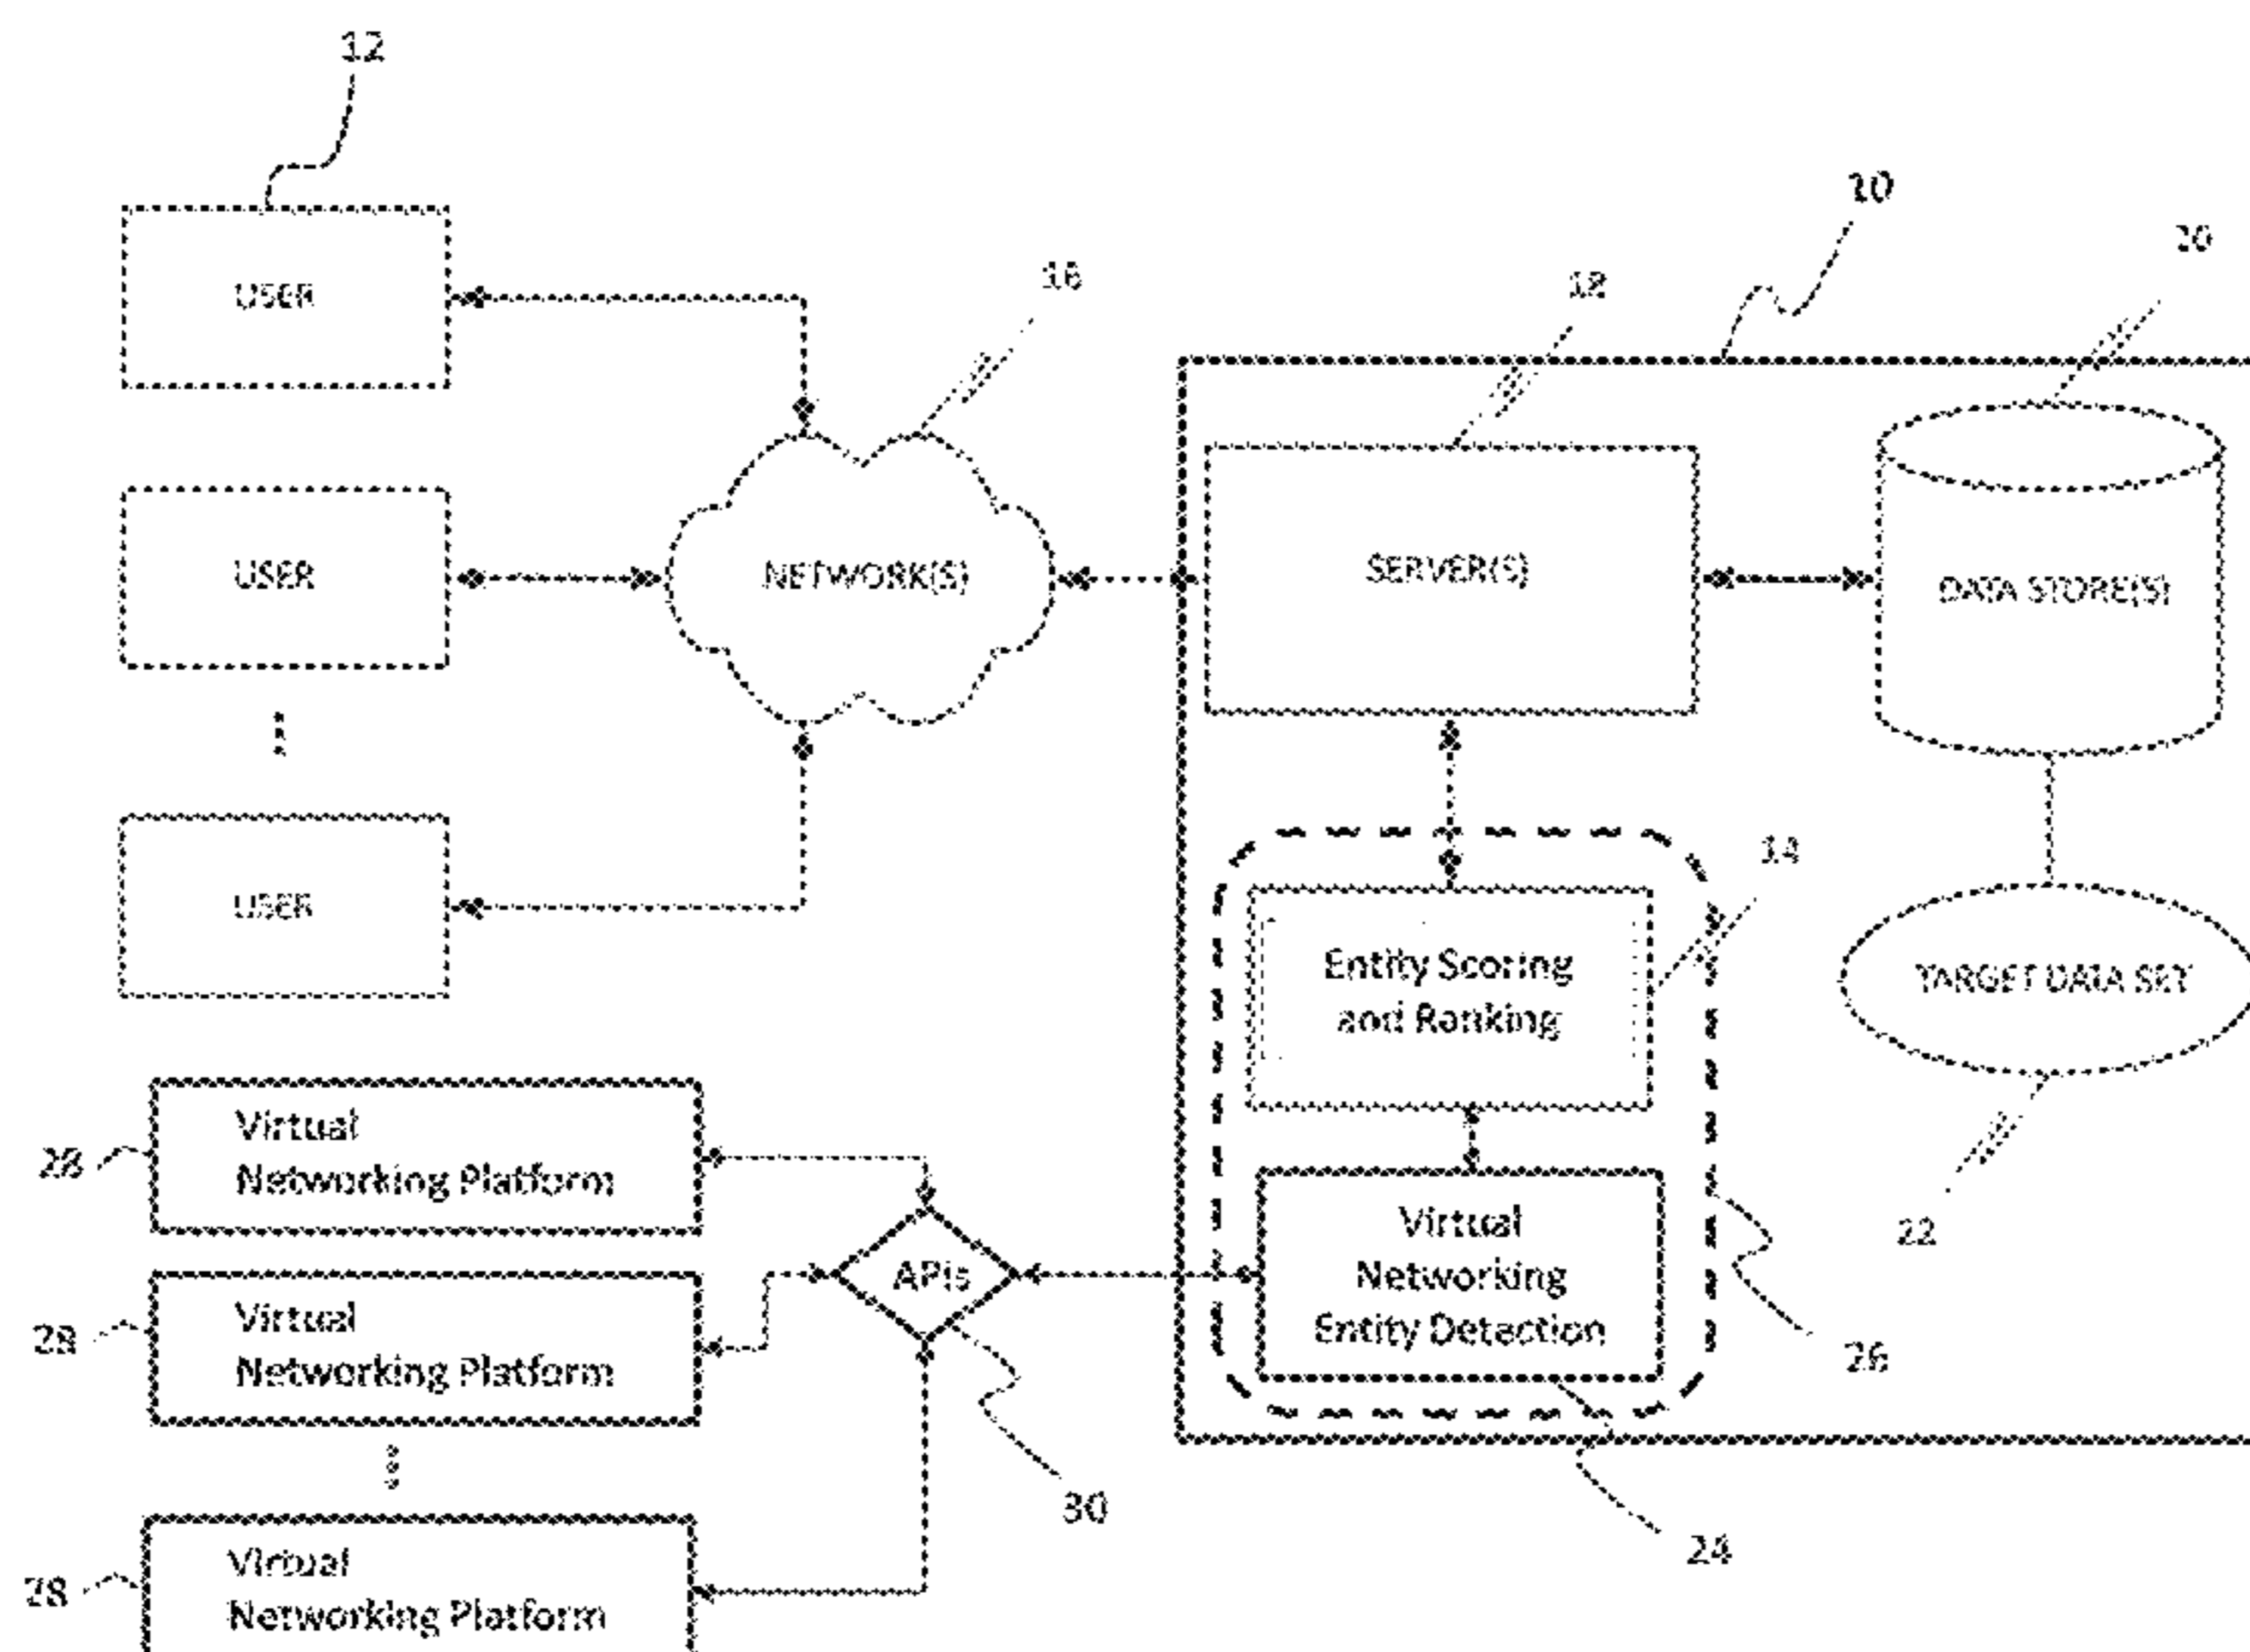 12
10
20
16
18
USER
USER
USER
NETWORK(S)
SERVER(S)
DATA STORE(S)
14
Entity Scoring
and Ranking
TARGET DATA SET
22
Virtual
Networking
Entity Detection
26
24
28
Virtual
Networking Platform
28
Virtual
Networking Platform
28
Virtual
Networking Platform
APIs
30